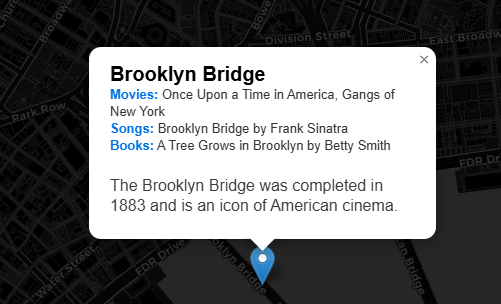 Broadway
Bowery
Division Street
East Broadway
Park Row
×
Brooklyn Bridge
Movies: Once Upon a Time in America, Gangs of
New York
Songs: Brooklyn Bridge by Frank Sinatra
Books: A Tree Grows in Brooklyn by Betty Smith
The Brooklyn Bridge was completed in
1883 and is an icon of American cinema.
FDR Drive
Water Street
FDR Drive
Brooklyn Bridge